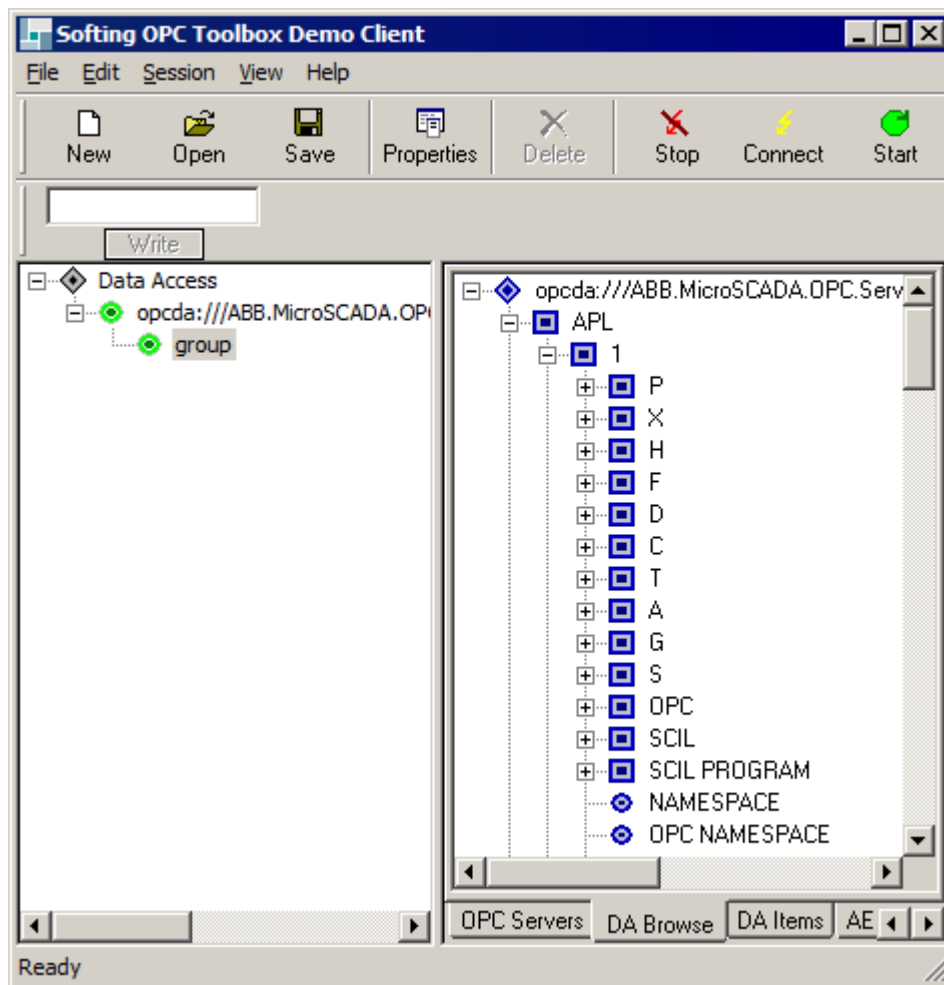 Softing OPC Toolbox Demo Client
File Edit Session View Help
New Open Save Properties Delete Stop Connect Start
Write
Data Access
opcda:///ABB.MicroSCADA.OP
group
opcda:///ABB.MicroSCADA.OPC.Serv
APL
1
P
X
H
F
D
C
T
A
G
S
OPC
SCIL
SCIL PROGRAM
NAMESPACE
OPC NAMESPACE
OPC Servers DA Browse DA Items AE
Ready